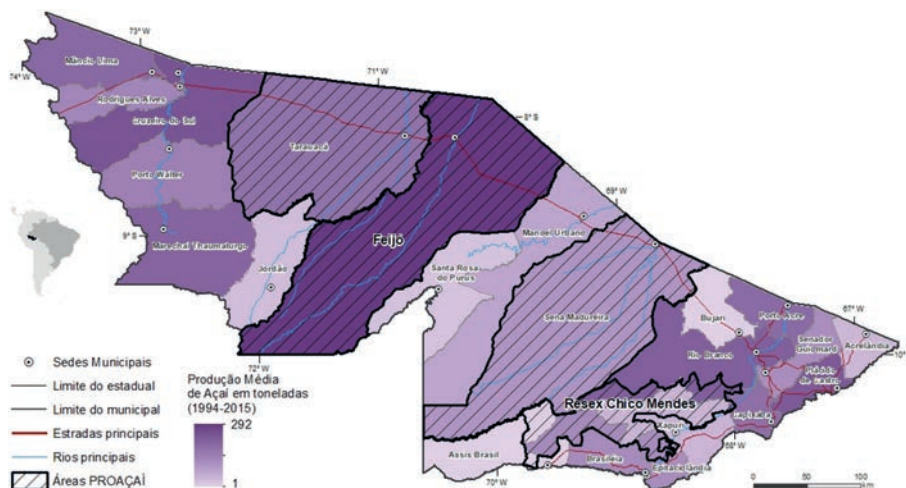 73° W
74° W
Mâncio Lima
Rodrigues Alves
Cruzeiro do Sul
71° W
8° S
Tarauacá
Porto Walter
69° W
9° S
Marechal Thaumaturgo
Feijó
Manoel Urbano
Jordão
Santa Rosa do Purus
Sena Madureira
Bujari
Porto Acre
67° W
Senador Guiomard
Acrelândia
10°
Rio Branco
Plácido de Castro
72° W
Resex Chico Mendes
Capixaba
Xapuri
68° W
Assis Brasil
Brasiléia
Epitaciolândia
70° W
Sedes Municipais
Limite do estadual
Limite do municipal
Estradas principais
Rios principais
Áreas PROAÇAÍ
Produção Média
de Açaí em toneladas
(1994-2015)
292
1
0
50
100